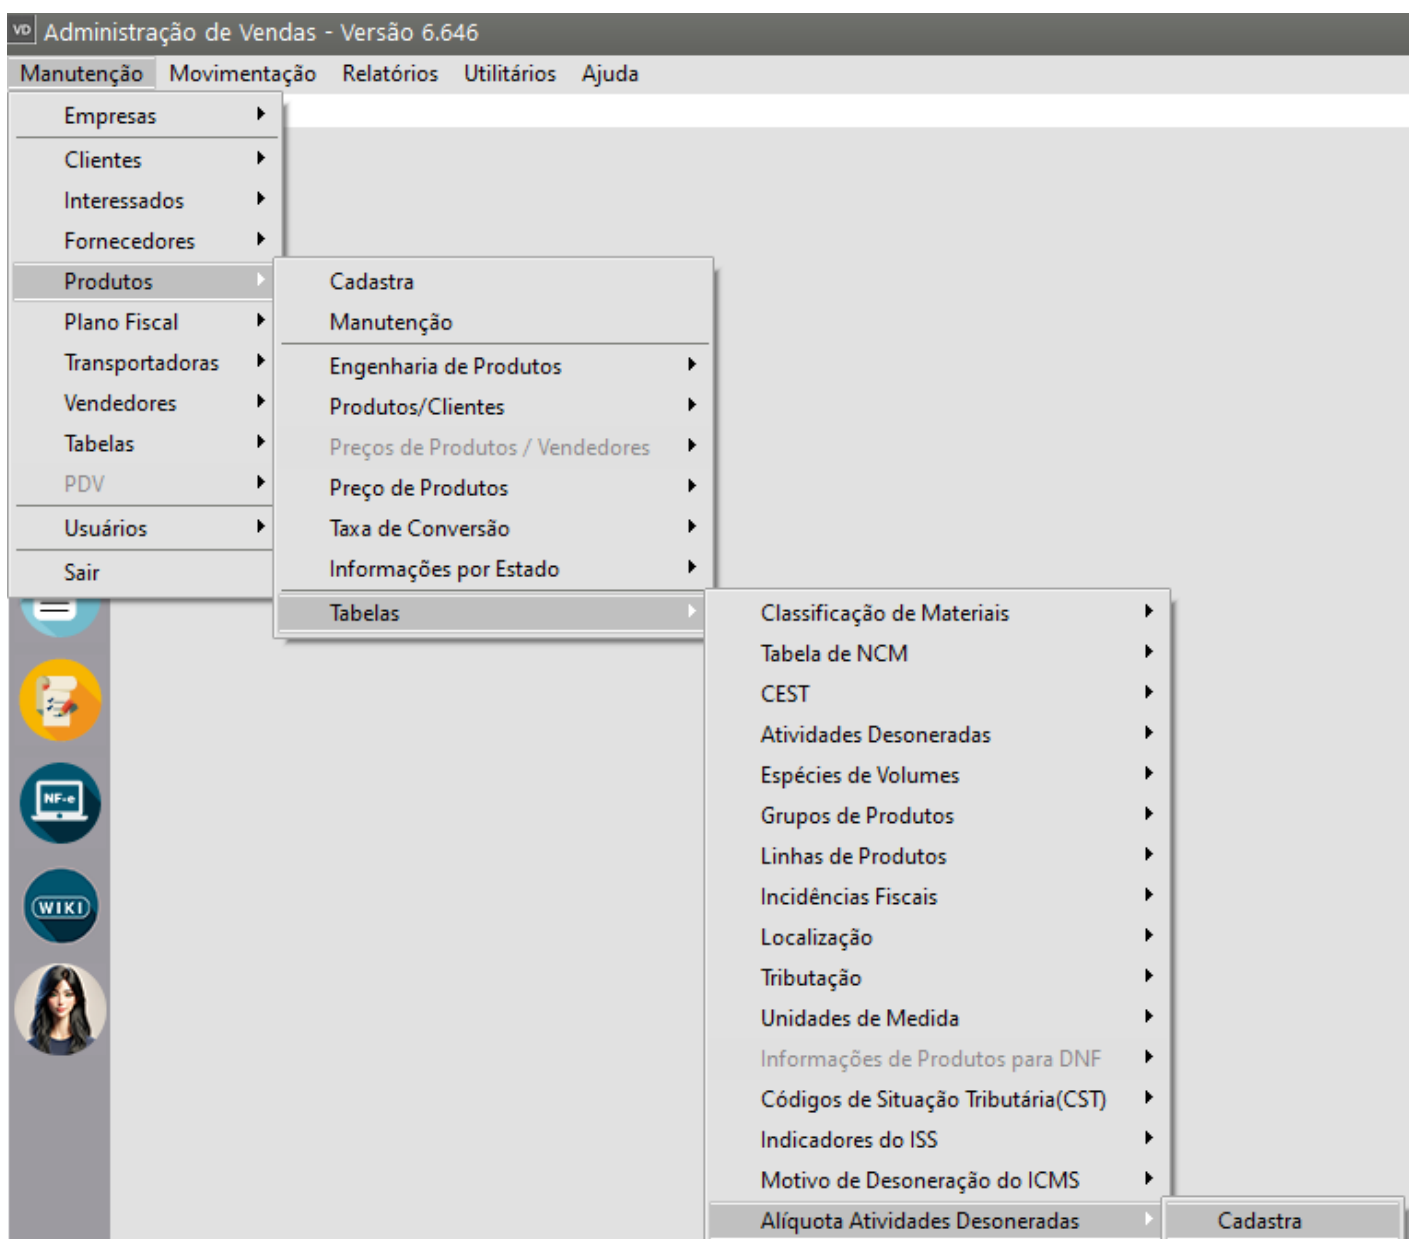 VD Administração de Vendas - Versão 6.646
Manutenção Movimentação Relatórios Utilitários Ajuda
Empresas
Clientes
Interessados
Fornecedores
Produtos
Plano Fiscal
Transportadoras
Vendedores
Tabelas
PDV
Usuários
Sair
Cadastra
Manutenção
Engenharia de Produtos
Produtos/Clientes
Preços de Produtos / Vendedores
Preço de Produtos
Taxa de Conversão
Informações por Estado
Tabelas
Classificação de Materiais
Tabela de NCM
CEST
Atividades Desoneradas
Espécies de Volumes
Grupos de Produtos
Linhas de Produtos
Incidências Fiscais
Localização
Tributação
Unidades de Medida
Informações de Produtos para DNF
Códigos de Situação Tributária(CST)
Indicadores do ISS
Motivo de Desoneração do ICMS
Alíquota Atividades Desoneradas
Cadastra
NF-e
WIKI